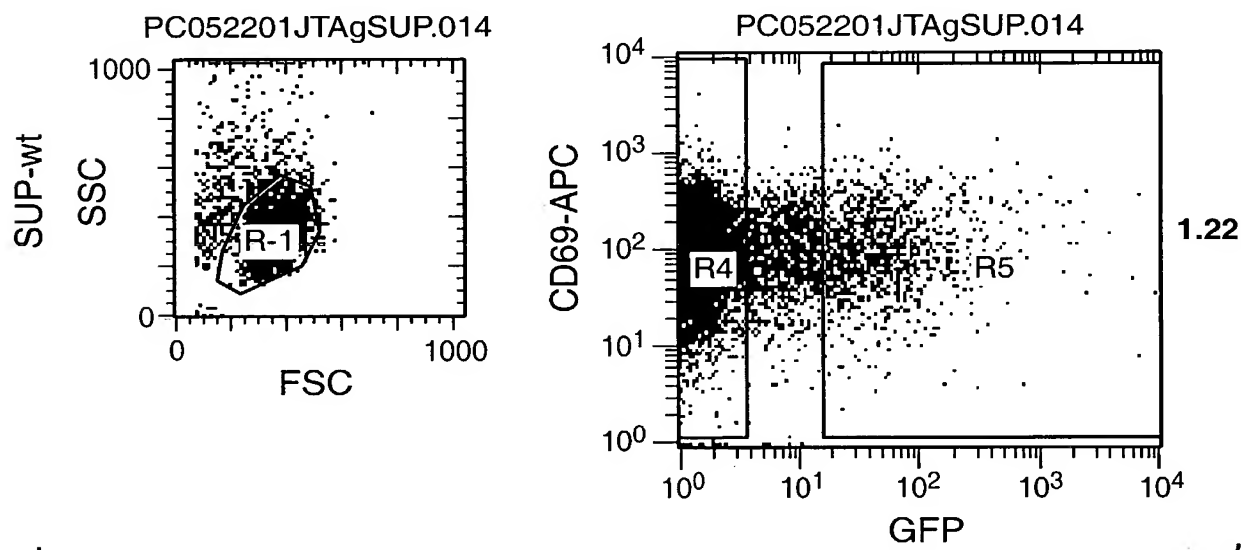 PC052201JTAgSUP.014
SUP-wt
SSC
1000
0
R-1
0
1000
FSC
PC052201JTAgSUP.014
CD69-APC
10⁴
10³
10²
10¹
10⁰
R4
R5
10⁰
10¹
10²
10³
10⁴
GFP
1.22